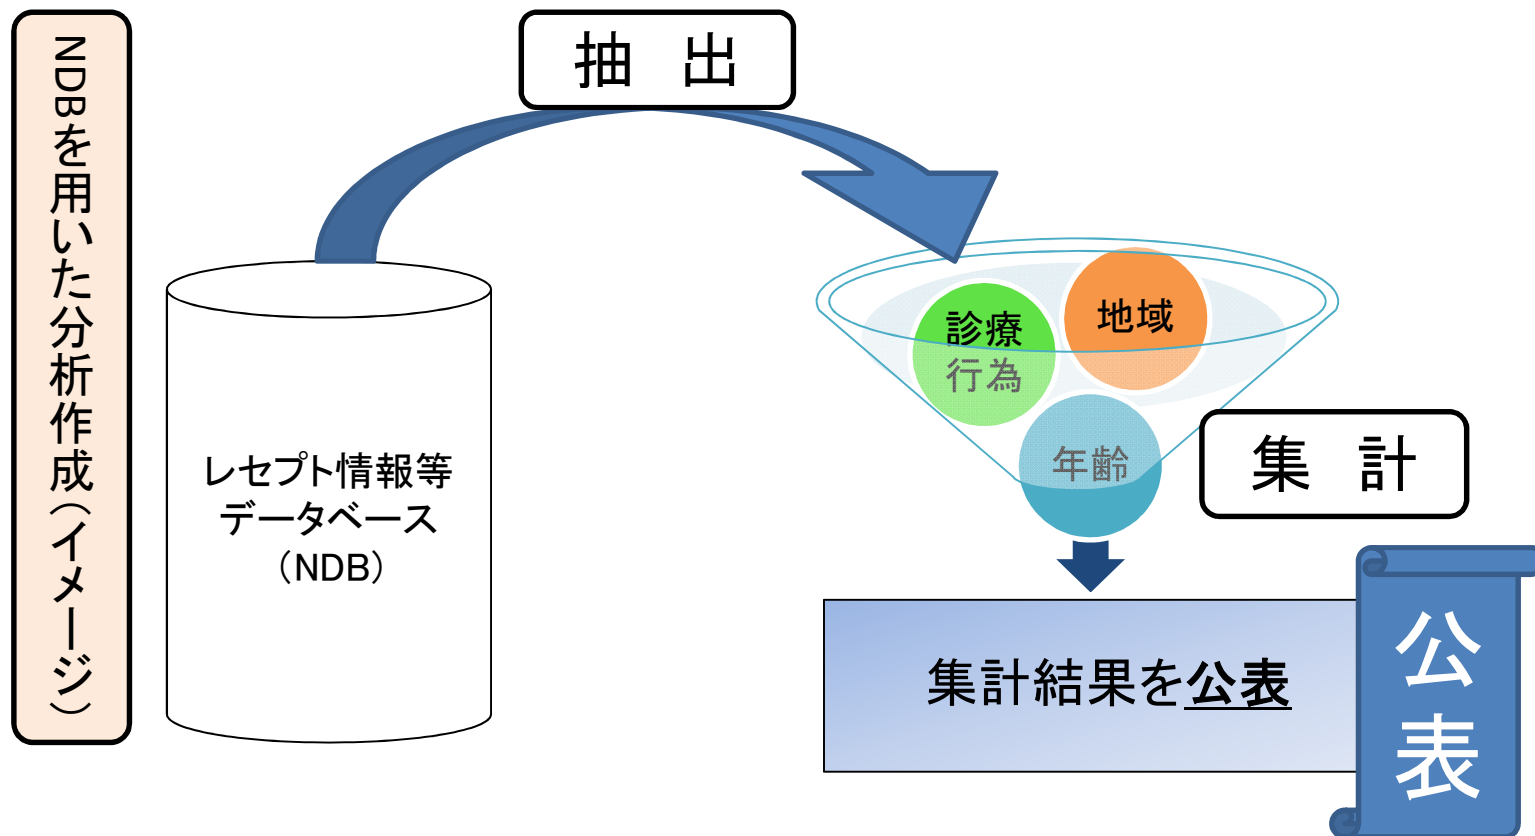 NDBを用いた分析作成(イメージ)
抽　出
レセプト情報等
データベース
（NDB）
診療
行為
地域
年齢
集　計
集計結果を公表
公
表